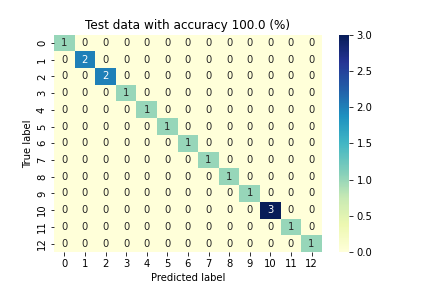 Test data with accuracy 100.0 (%)
True label
0 1 0 0 0 0 0 0 0 0 0 0 0 0
1 0 2 0 0 0 0 0 0 0 0 0 0 0
2 0 0 2 0 0 0 0 0 0 0 0 0 0
3 0 0 0 1 0 0 0 0 0 0 0 0 0
4 0 0 0 0 1 0 0 0 0 0 0 0 0
5 0 0 0 0 0 1 0 0 0 0 0 0 0
6 0 0 0 0 0 0 1 0 0 0 0 0 0
7 0 0 0 0 0 0 0 1 0 0 0 0 0
8 0 0 0 0 0 0 0 0 1 0 0 0 0
9 0 0 0 0 0 0 0 0 0 1 0 0 0
10 0 0 0 0 0 0 0 0 0 0 3 0 0
11 0 0 0 0 0 0 0 0 0 0 0 1 0
12 0 0 0 0 0 0 0 0 0 0 0 0 1
0 1 2 3 4 5 6 7 8 9 10 11 12
Predicted label
3.0
2.5
2.0
1.5
1.0
0.5
0.0